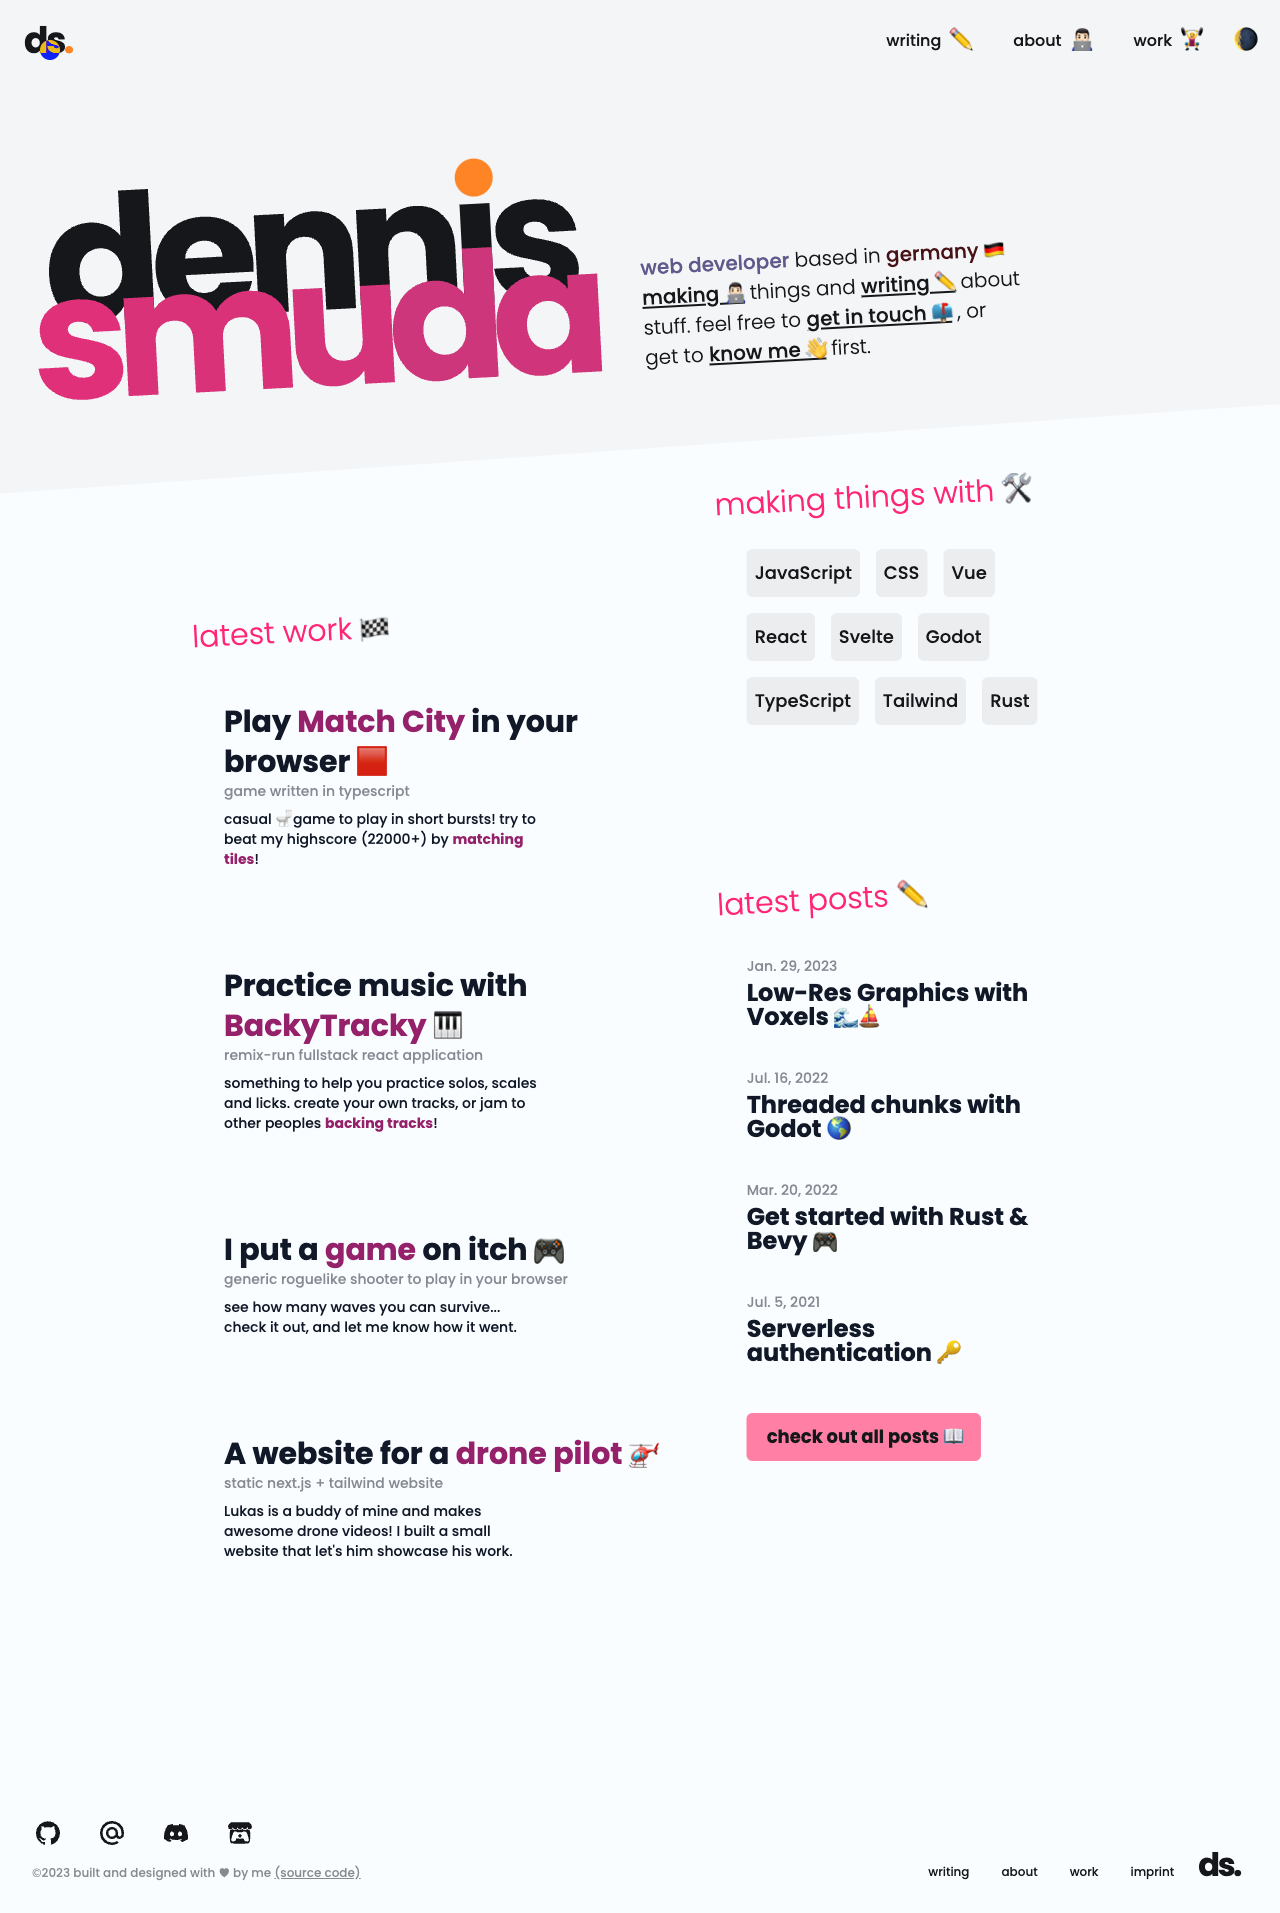 ds.
writing ✏️
about 👨🏻‍💻
work 🏋🏻
dennis
smuda
web developer based in germany 🇩🇪
making 👨🏻‍💻 things and writing ✏️ about
stuff. feel free to get in touch 📬, or
get to know me 👋 first.
making things with 🛠️
JavaScript
CSS
Vue
React
Svelte
Godot
TypeScript
Tailwind
Rust
latest work 🏁
Play Match City in your
browser 🟥
game written in typescript
casual 🚽 game to play in short bursts! try to
beat my highscore (22000+) by matching
tiles!
Practice music with
BackyTracky 🎹
remix-run fullstack react application
something to help you practice solos, scales
and licks. create your own tracks, or jam to
other peoples backing tracks!
I put a game on itch 🎮
generic roguelike shooter to play in your browser
see how many waves you can survive...
check it out, and let me know how it went.
A website for a drone pilot 🚁
static next.js + tailwind website
Lukas is a buddy of mine and makes
awesome drone videos! I built a small
website that let's him showcase his work.
latest posts ✏️
Jan. 29, 2023
Low-Res Graphics with
Voxels 🌊⛵
Jul. 16, 2022
Threaded chunks with
Godot 🌎
Mar. 20, 2022
Get started with Rust &
Bevy 🎮
Jul. 5, 2021
Serverless
authentication 🔑
check out all posts 📖
©2023 built and designed with ♥ by me (source code)
writing
about
work
imprint
ds.